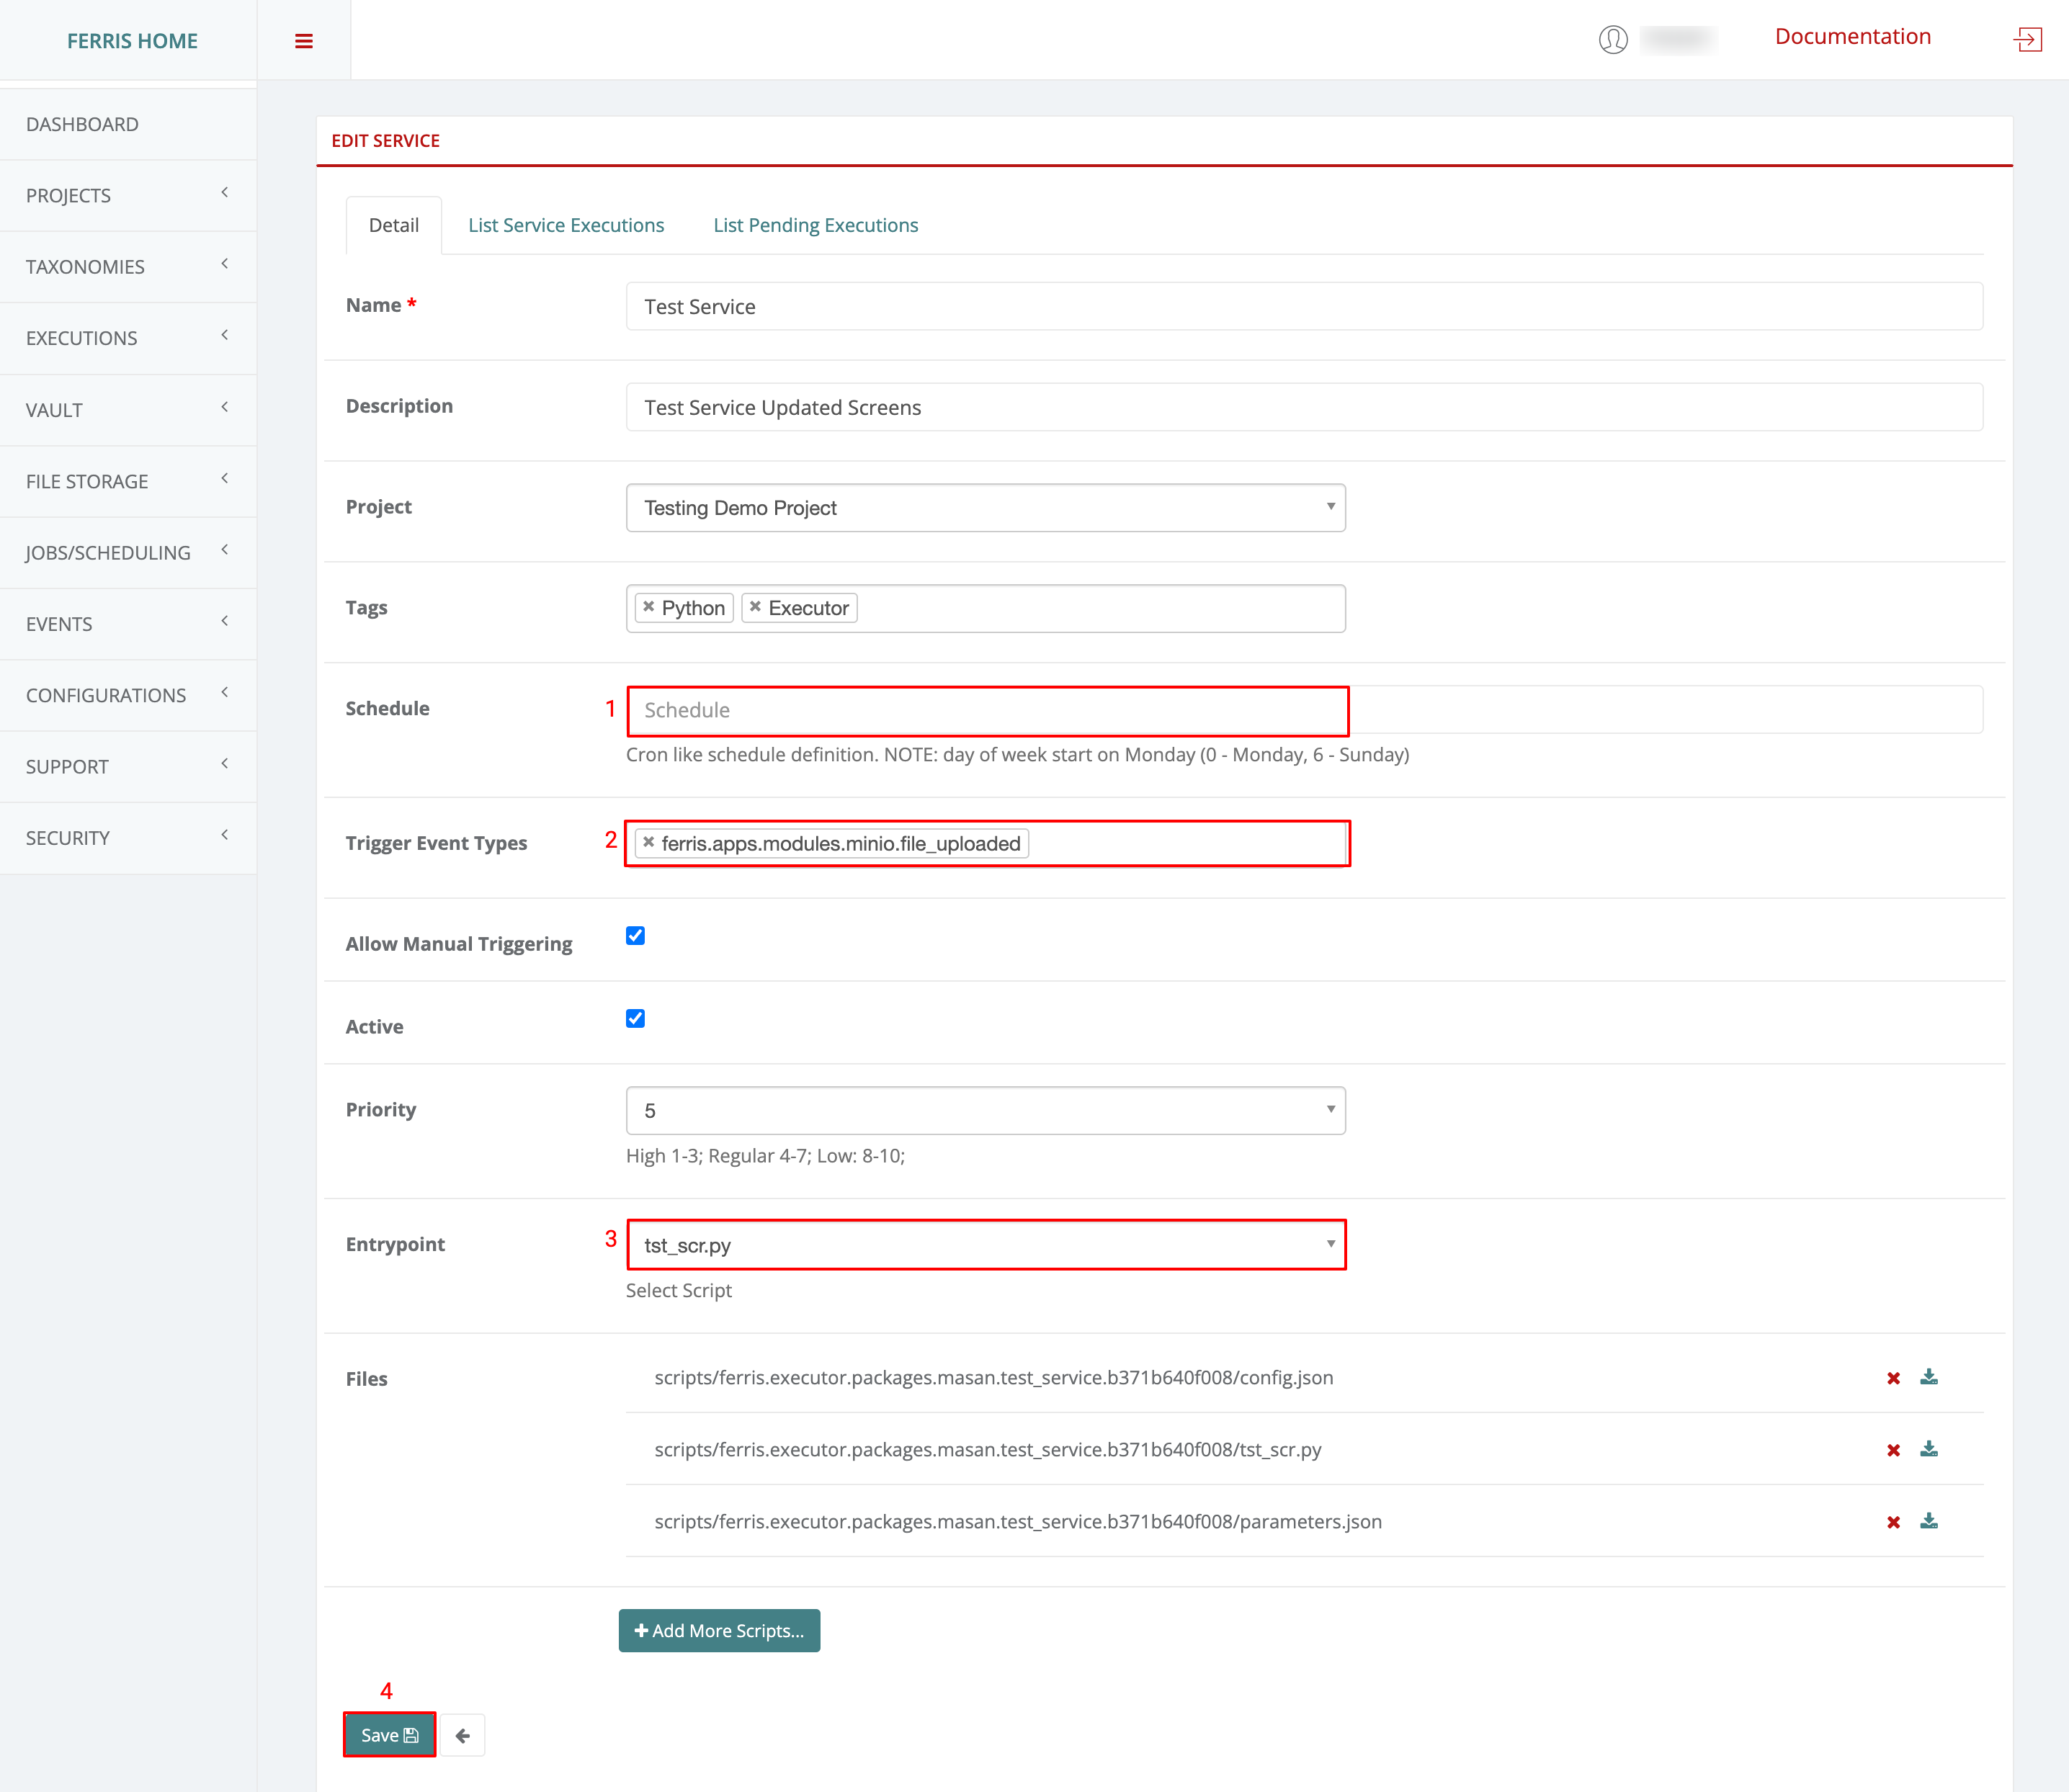 FERRIS HOME
Documentation
DASHBOARD
PROJECTS
TAXONOMIES
EXECUTIONS
VAULT
FILE STORAGE
JOBS/SCHEDULING
EVENTS
CONFIGURATIONS
SUPPORT
SECURITY
EDIT SERVICE
Detail List Service Executions List Pending Executions
Name * Test Service
Description Test Service Updated Screens
Project Testing Demo Project
Tags Python Executor
Schedule 1 Schedule
Cron like schedule definition. NOTE: day of week start on Monday (0 - Monday, 6 - Sunday)
Trigger Event Types 2 ferris.apps.modules.minio.file_uploaded
Allow Manual Triggering
Active
Priority 5
High 1-3; Regular 4-7; Low: 8-10;
Entrypoint 3 tst_scr.py
Select Script
Files scripts/ferris.executor.packages.masan.test_service.b371b640f008/config.json
scripts/ferris.executor.packages.masan.test_service.b371b640f008/tst_scr.py
scripts/ferris.executor.packages.masan.test_service.b371b640f008/parameters.json
Add More Scripts...
4
Save